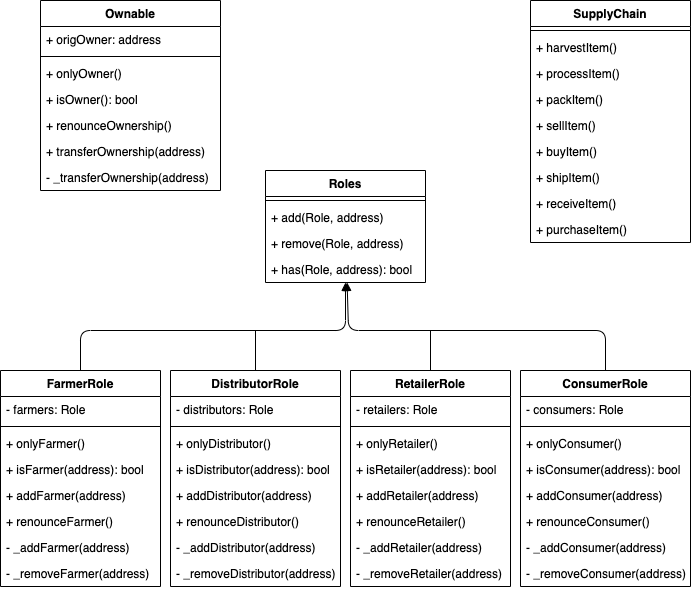 Ownable
+ origOwner: address
+ onlyOwner()
+ isOwner(): bool
+ renounceOwnership()
+ transferOwnership(address)
- _transferOwnership(address)
SupplyChain
+ harvestItem()
+ processItem()
+ packItem()
+ sellItem()
+ buyItem()
+ shipItem()
+ receiveItem()
+ purchaseItem()
Roles
+ add(Role, address)
+ remove(Role, address)
+ has(Role, address): bool
FarmerRole
- farmers: Role
+ onlyFarmer()
+ isFarmer(address): bool
+ addFarmer(address)
+ renounceFarmer()
- _addFarmer(address)
- _removeFarmer(address)
DistributorRole
- distributors: Role
+ onlyDistributor()
+ isDistributor(address): bool
+ addDistributor(address)
+ renounceDistributor()
- _addDistributor(address)
- _removeDistributor(address)
RetailerRole
- retailers: Role
+ onlyRetailer()
+ isRetailer(address): bool
+ addRetailer(address)
+ renounceRetailer()
- _addRetailer(address)
- _removeRetailer(address)
ConsumerRole
- consumers: Role
+ onlyConsumer()
+ isConsumer(address): bool
+ addConsumer(address)
+ renounceConsumer()
- _addConsumer(address)
- _removeConsumer(address)